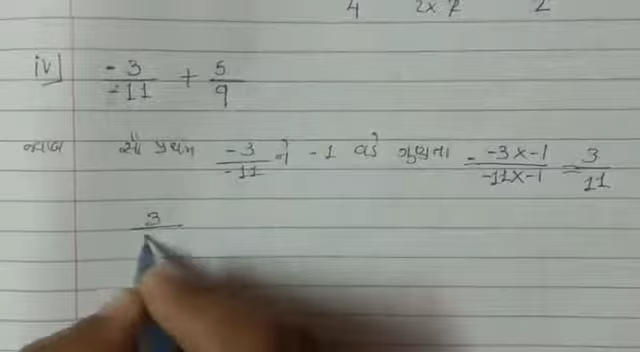 4 2x7 2
iv] -3/-11 + 5/9
જવાબ સૌ પ્રથમ -3/-11 ને -1 વડે ગુણતા = -3x-1/-11x-1 = 3/11
3